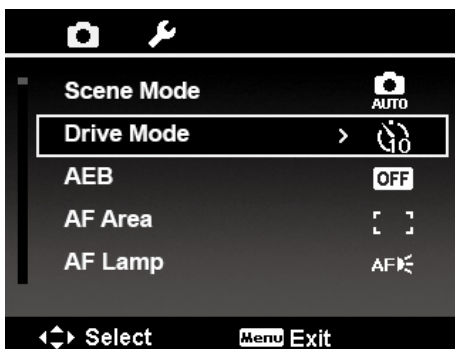 Scene Mode AUTO
Drive Mode > 10
AEB OFF
AF Area
AF Lamp AF
Select Menu Exit